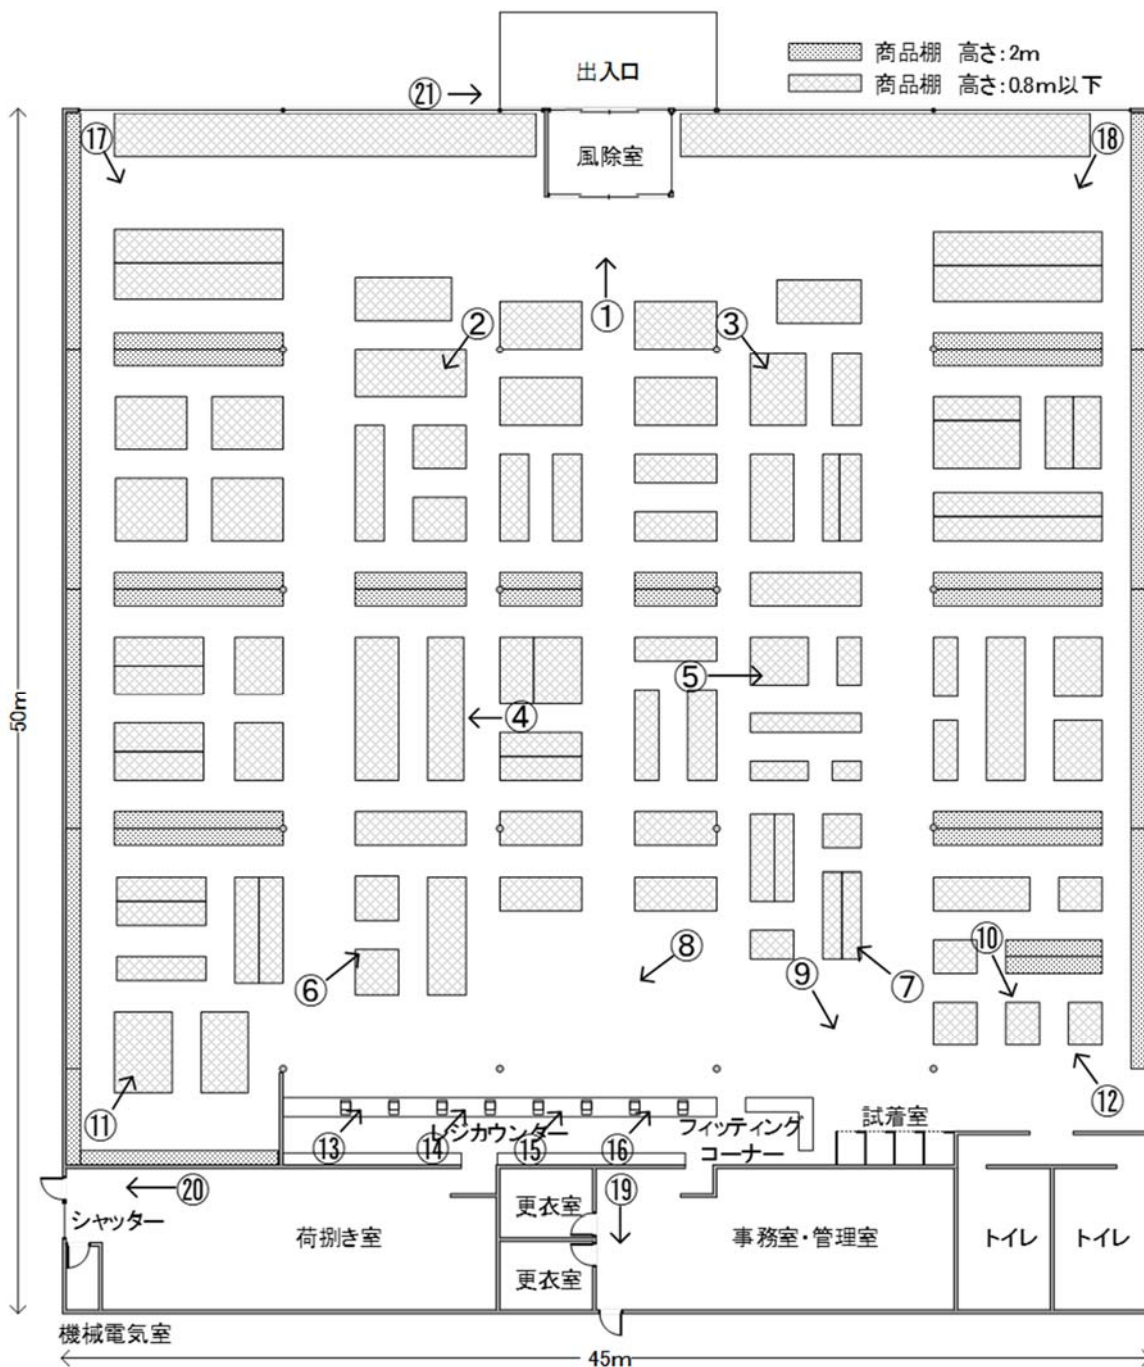 商品棚 高さ：2m
商品棚 高さ：0.8m以下
出入口
㉑
⑰
風除室
⑱
①
②
③
50m
⑤
④
⑧
⑩
⑥
⑨
⑦
⑪
⑫
⑬
⑭
⑮
⑯
レジカウンター
フィッティング
コーナー
試着室
⑳
⑲
シャッター
荷捌き室
更衣室
更衣室
事務室・管理室
トイレ
トイレ
機械電気室
45m